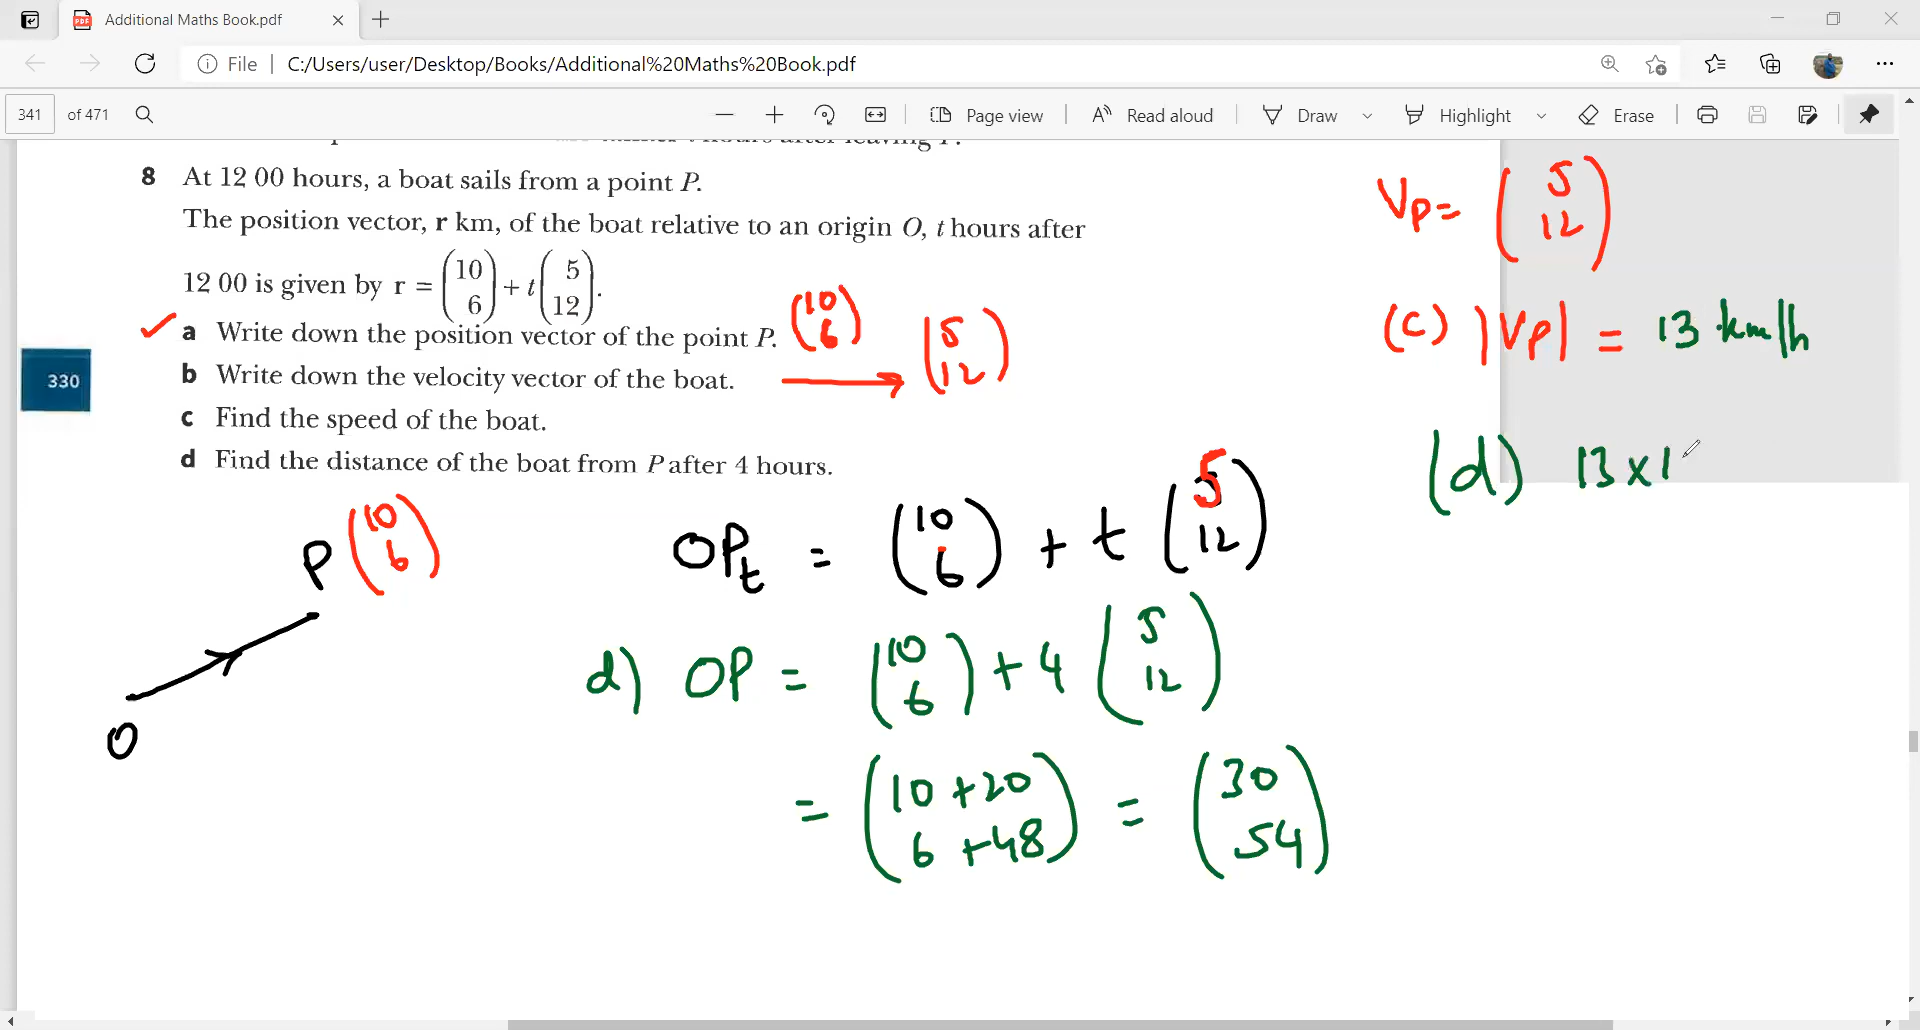 Additional Maths Book.pdf
File | C:/Users/user/Desktop/Books/Additional%20Maths%20Book.pdf
341 of 471
Page view
Read aloud
Draw
Highlight
Erase
8 At 12 00 hours, a boat sails from a point P.
The position vector, r km, of the boat relative to an origin O, t hours after
12 00 is given by r = (10 6) + t(5 12).
a Write down the position vector of the point P. (10 6)
b Write down the velocity vector of the boat. → (5 12)
c Find the speed of the boat.
d Find the distance of the boat from P after 4 hours.
330
Vp = (5 12)
(c) |Vp| = 13 km/h
(d) 13 x 1
P (10 6)
O
OPt = (10 6) + t (5 12)
d) OP = (10 6) + 4 (5 12)
= (10 +20 6 +48) = (30 54)